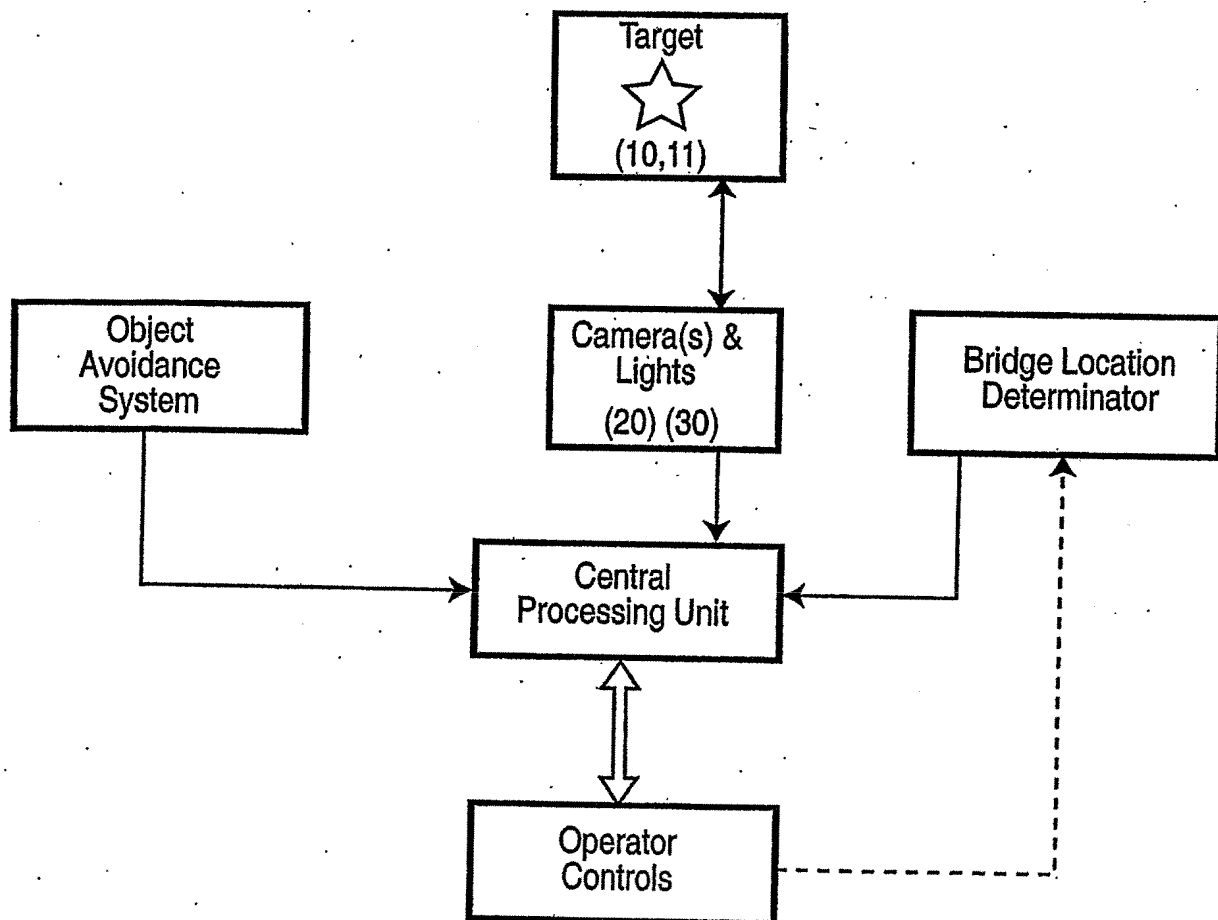 Target
(10,11)
Object
Avoidance
System
Camera(s) &
Lights
(20) (30)
Bridge Location
Determinator
Central
Processing Unit
Operator
Controls